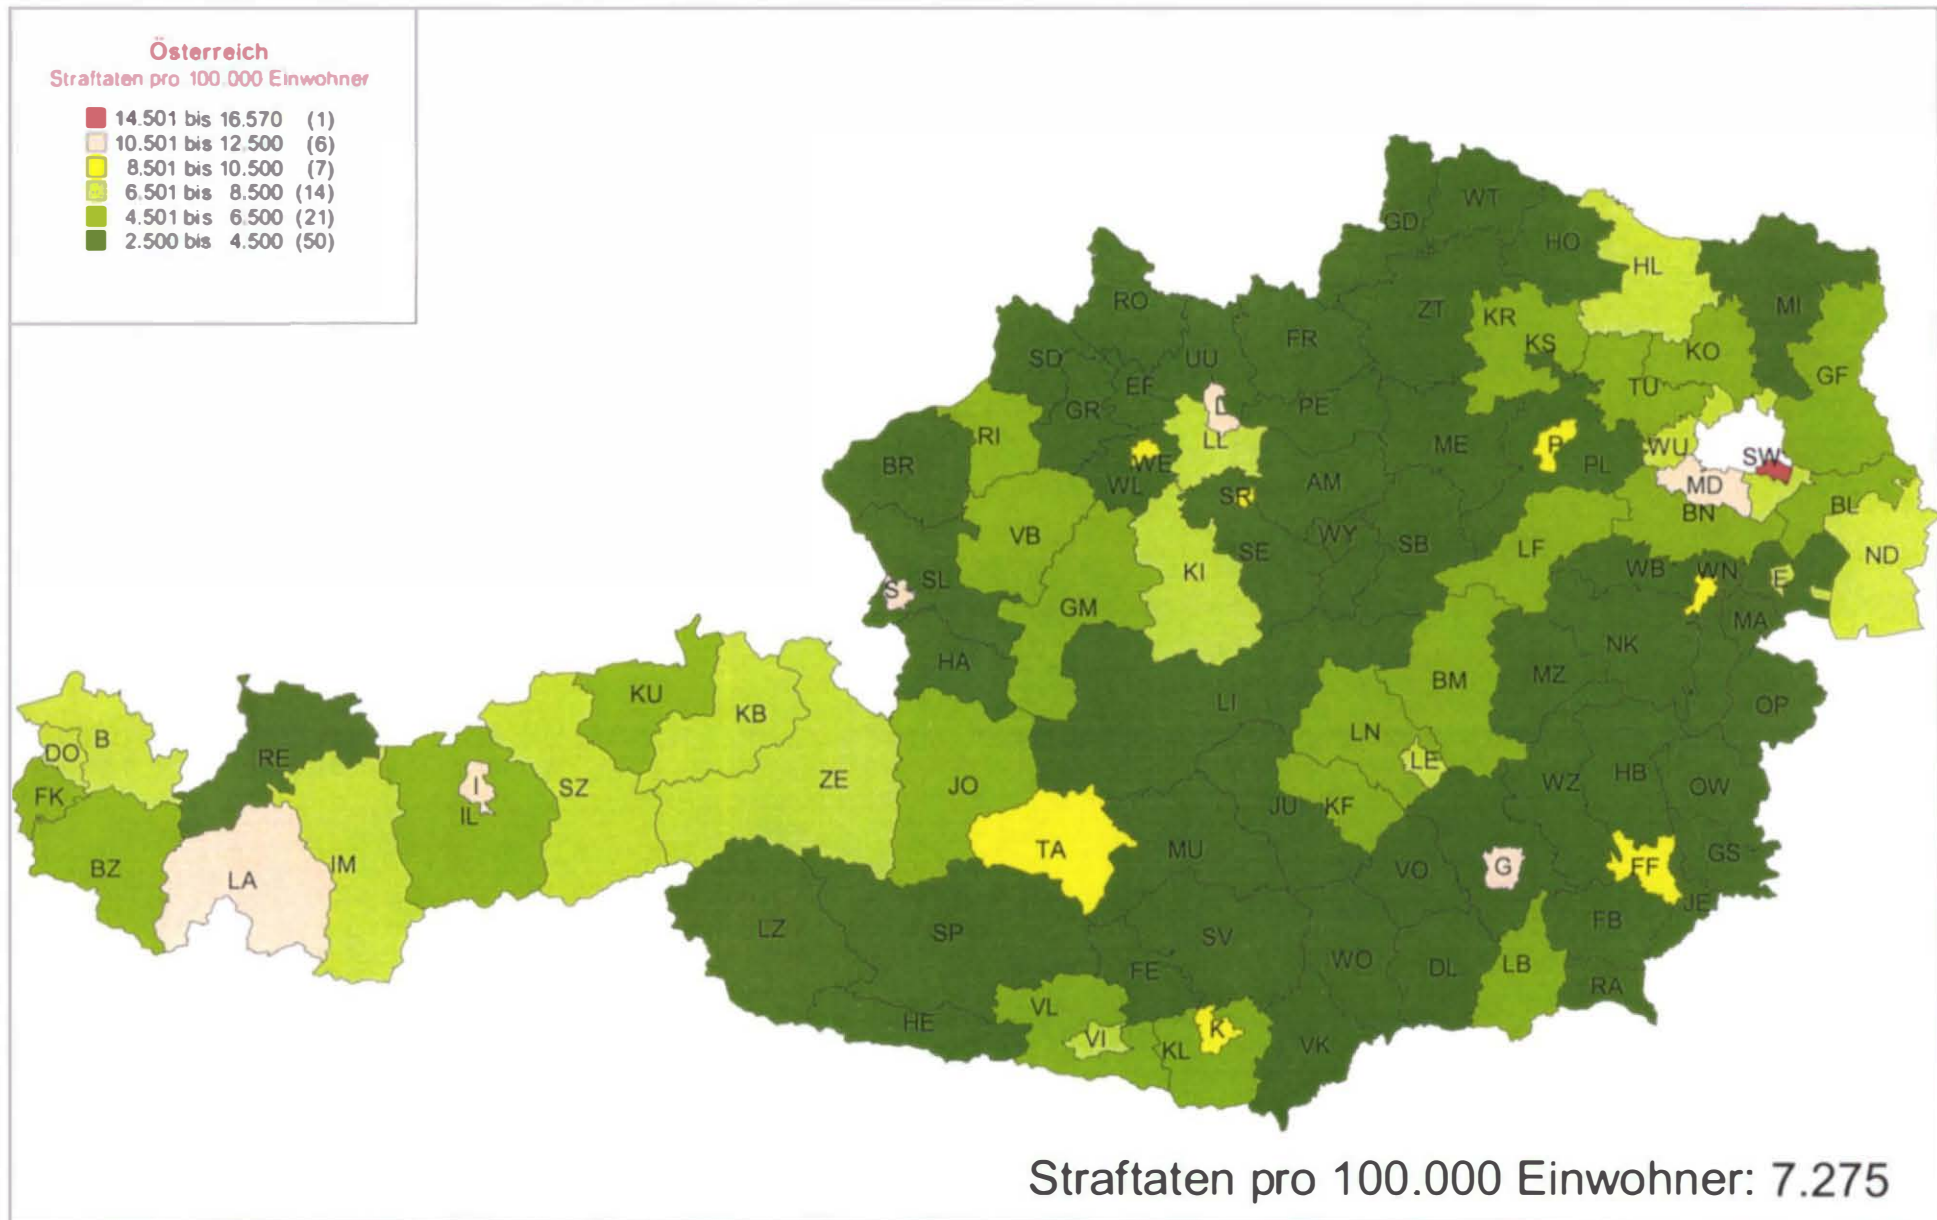 Österreich
Straftaten pro 100.000 Einwohner
14.501 bis 16.570 (1)
10.501 bis 12.500 (6)
8.501 bis 10.500 (7)
6.501 bis 8.500 (14)
4.501 bis 6.500 (21)
2.500 bis 4.500 (50)
WT
GD
HO
HL
RO
MI
ZT
KR
FR
KS
KO
SD
UU
GF
EF
TU
GR
PE
RI
LL
ME
P
WU
SW
BR
WE
PL
WL
AM
MD
SR
BL
BN
VB
WY
SB
LF
SE
ND
KI
WB
WN
E
SL
S
GM
MA
NK
HA
BM
MZ
KU
LI
OP
KB
LN
B
DO
RE
LE
HB
ZE
WZ
JO
OW
I
SZ
FK
JU
KF
IL
TA
MU
GS
IM
FF
G
BZ
VO
LA
JE
FB
LZ
SP
SV
WO
LB
DL
FE
RA
VL
HE
K
VI
VK
KL
Straftaten pro 100.000 Einwohner: 7.275